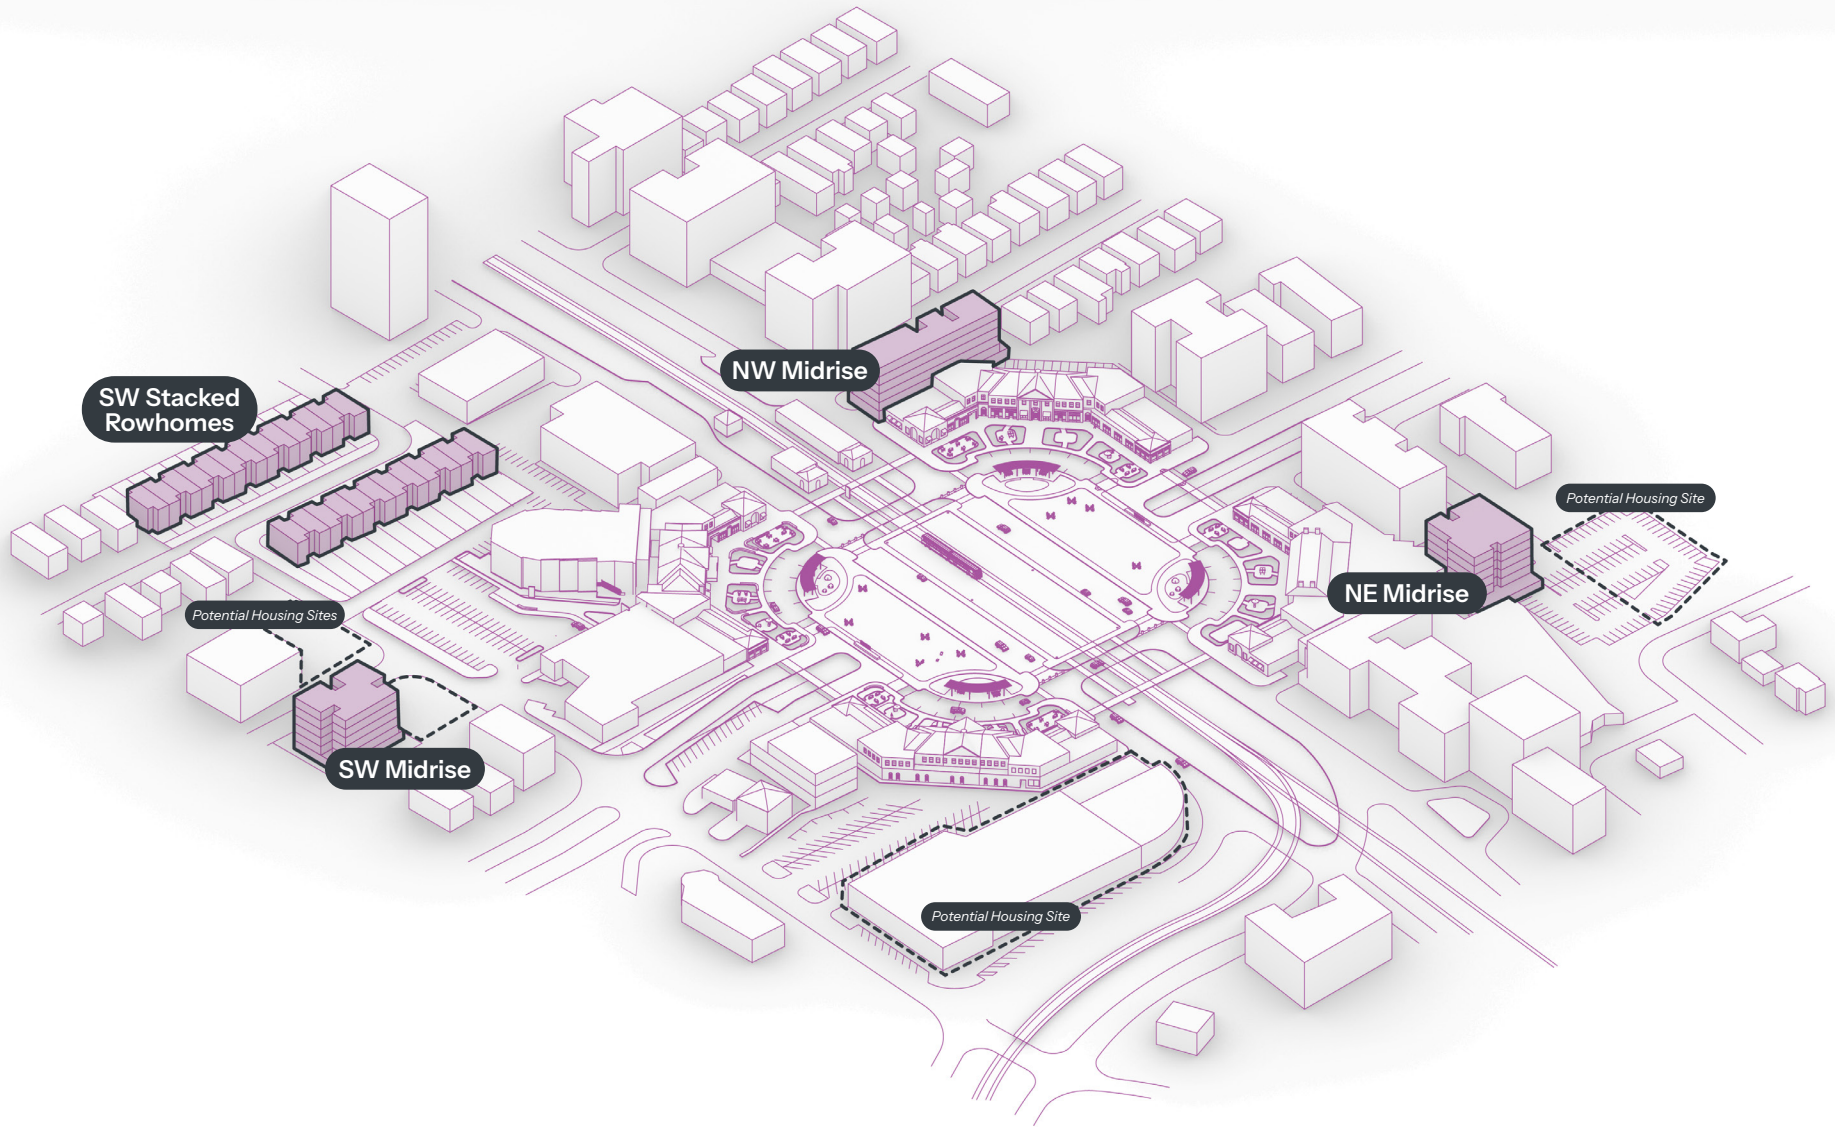 NW Midrise
SW Stacked
Rowhomes
Potential Housing Site
NE Midrise
Potential Housing Sites
SW Midrise
Potential Housing Site